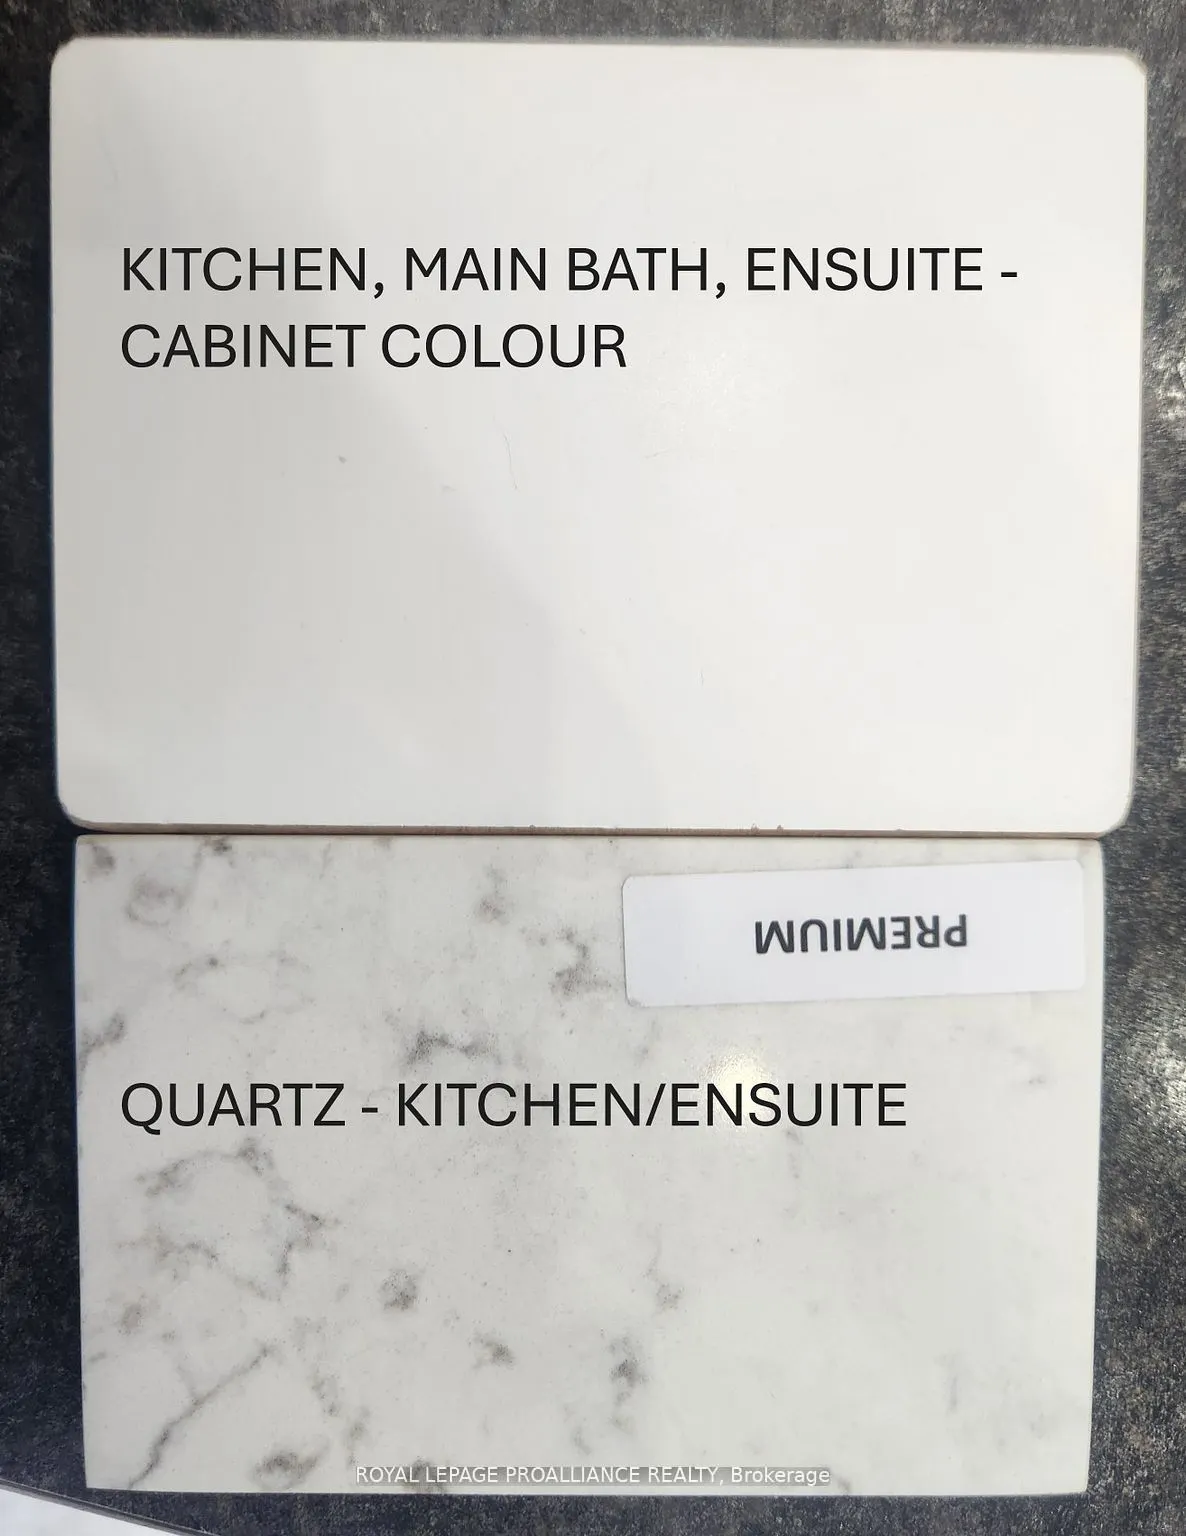 KITCHEN, MAIN BATH, ENSUITE -
CABINET COLOUR
PREMIUM
QUARTZ - KITCHEN/ENSUITE
ROYAL LEPAGE PROALLIANCE REALTY, Brokerage